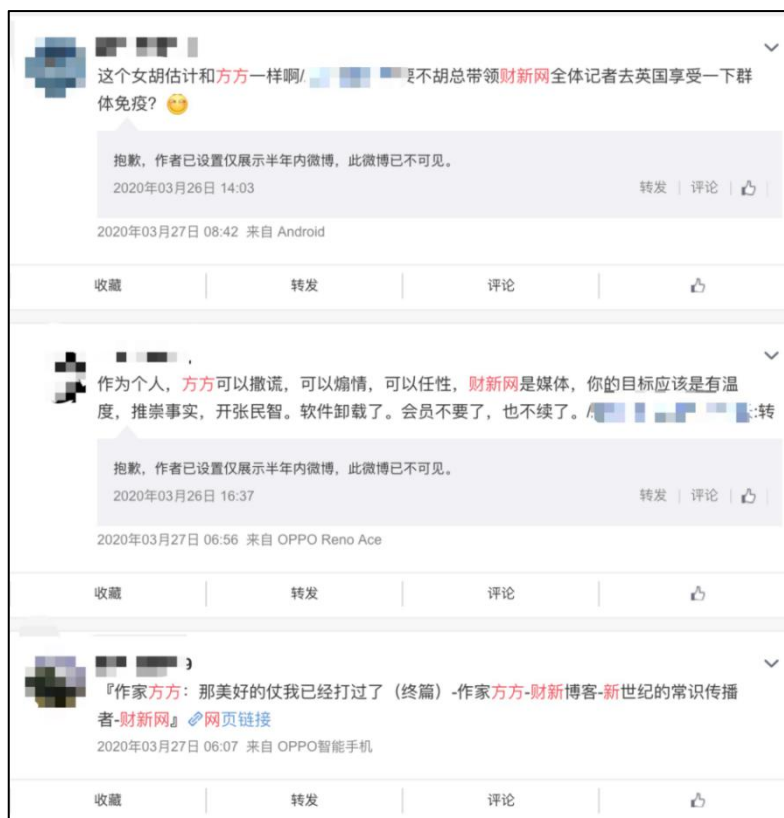 这个女胡估计和方方一样啊/
要不胡总带领财新网全体记者去英国享受一下群
体免疫？
抱歉，作者已设置仅展示半年内微博，此微博已不可见。
2020年03月26日 14:03 转发 评论
2020年03月27日 08:42 来自 Android
收藏 转发 评论
作为个人，方方可以撒谎，可以煽情，可以任性，财新网是媒体，你的目标应该是有温
度，推崇事实，开张民智。软件卸载了。会员不要了，也不续了。/ :转
抱歉，作者已设置仅展示半年内微博，此微博已不可见。
2020年03月26日 16:37 转发 评论
2020年03月27日 06:56 来自 OPPO Reno Ace
收藏 转发 评论
9
『作家方方：那美好的仗我已经打过了（终篇）-作家方方-财新博客-新世纪的常识传播
者-财新网』 网页链接
2020年03月27日 06:07 来自 OPPO智能手机
收藏 转发 评论